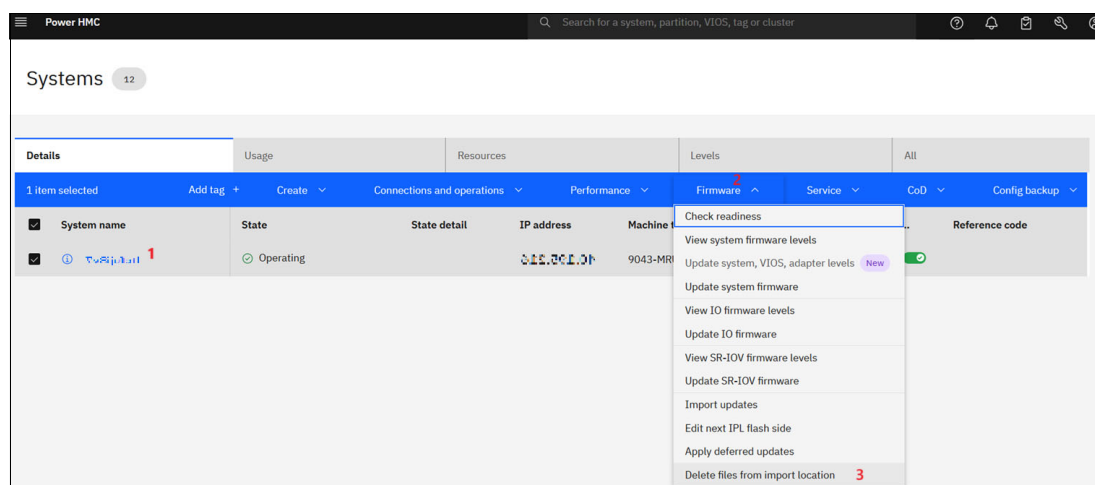 Power HMC
Search for a system, partition, VIOS, tag or cluster
Systems 12
Details Usage Resources Levels All
1 item selected Add tag + Create Connections and operations Performance Firmware 2 Service CoD Config backup
System name State State detail IP address Machine t .. Reference code
1 Operating 9043-MRU
Check readiness
View system firmware levels
Update system, VIOS, adapter levels New
Update system firmware
View IO firmware levels
Update IO firmware
View SR-IOV firmware levels
Update SR-IOV firmware
Import updates
Edit next IPL flash side
Apply deferred updates
Delete files from import location 3